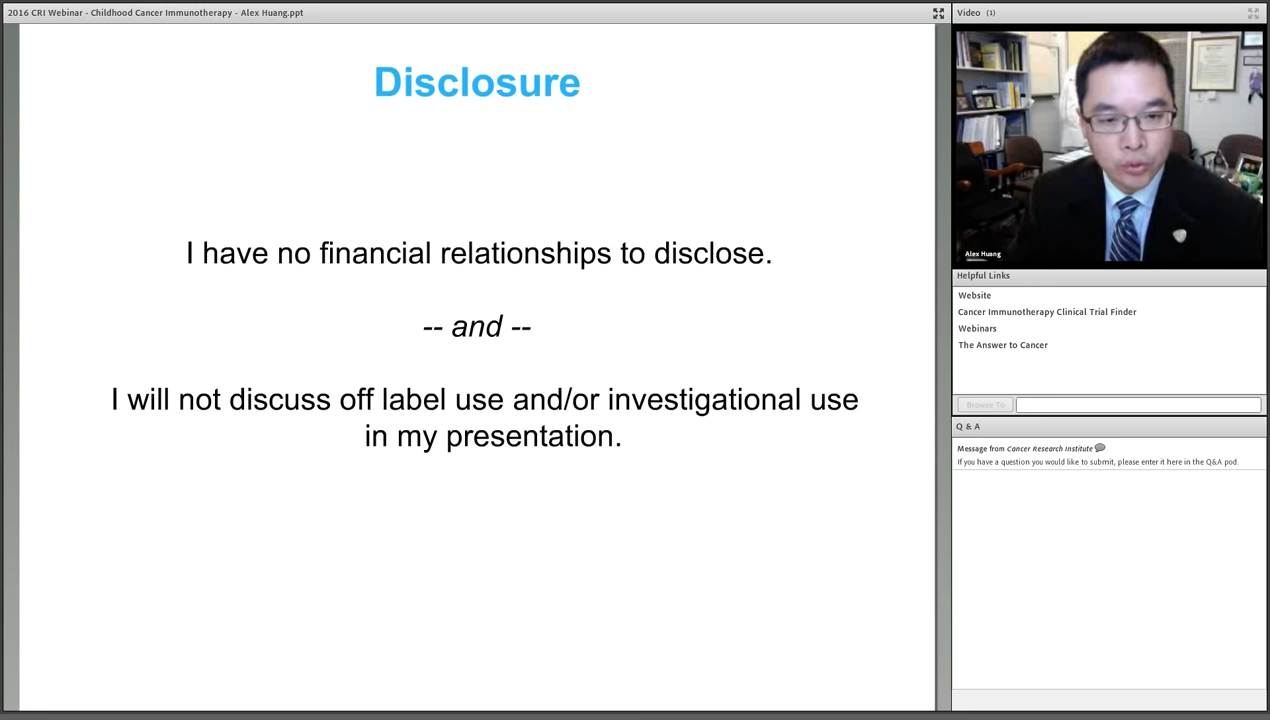 2016 CRI Webinar - Childhood Cancer Immunotherapy - Alex Huang.ppt
Disclosure
I have no financial relationships to disclose.
-- and --
I will not discuss off label use and/or investigational use
in my presentation.
Video (1)
Alex Huang
Helpful Links
Website
Cancer Immunotherapy Clinical Trial Finder
Webinars
The Answer to Cancer
Browse To
Q & A
Message from Cancer Research Institute
If you have a question you would like to submit, please enter it here in the Q&A pod.